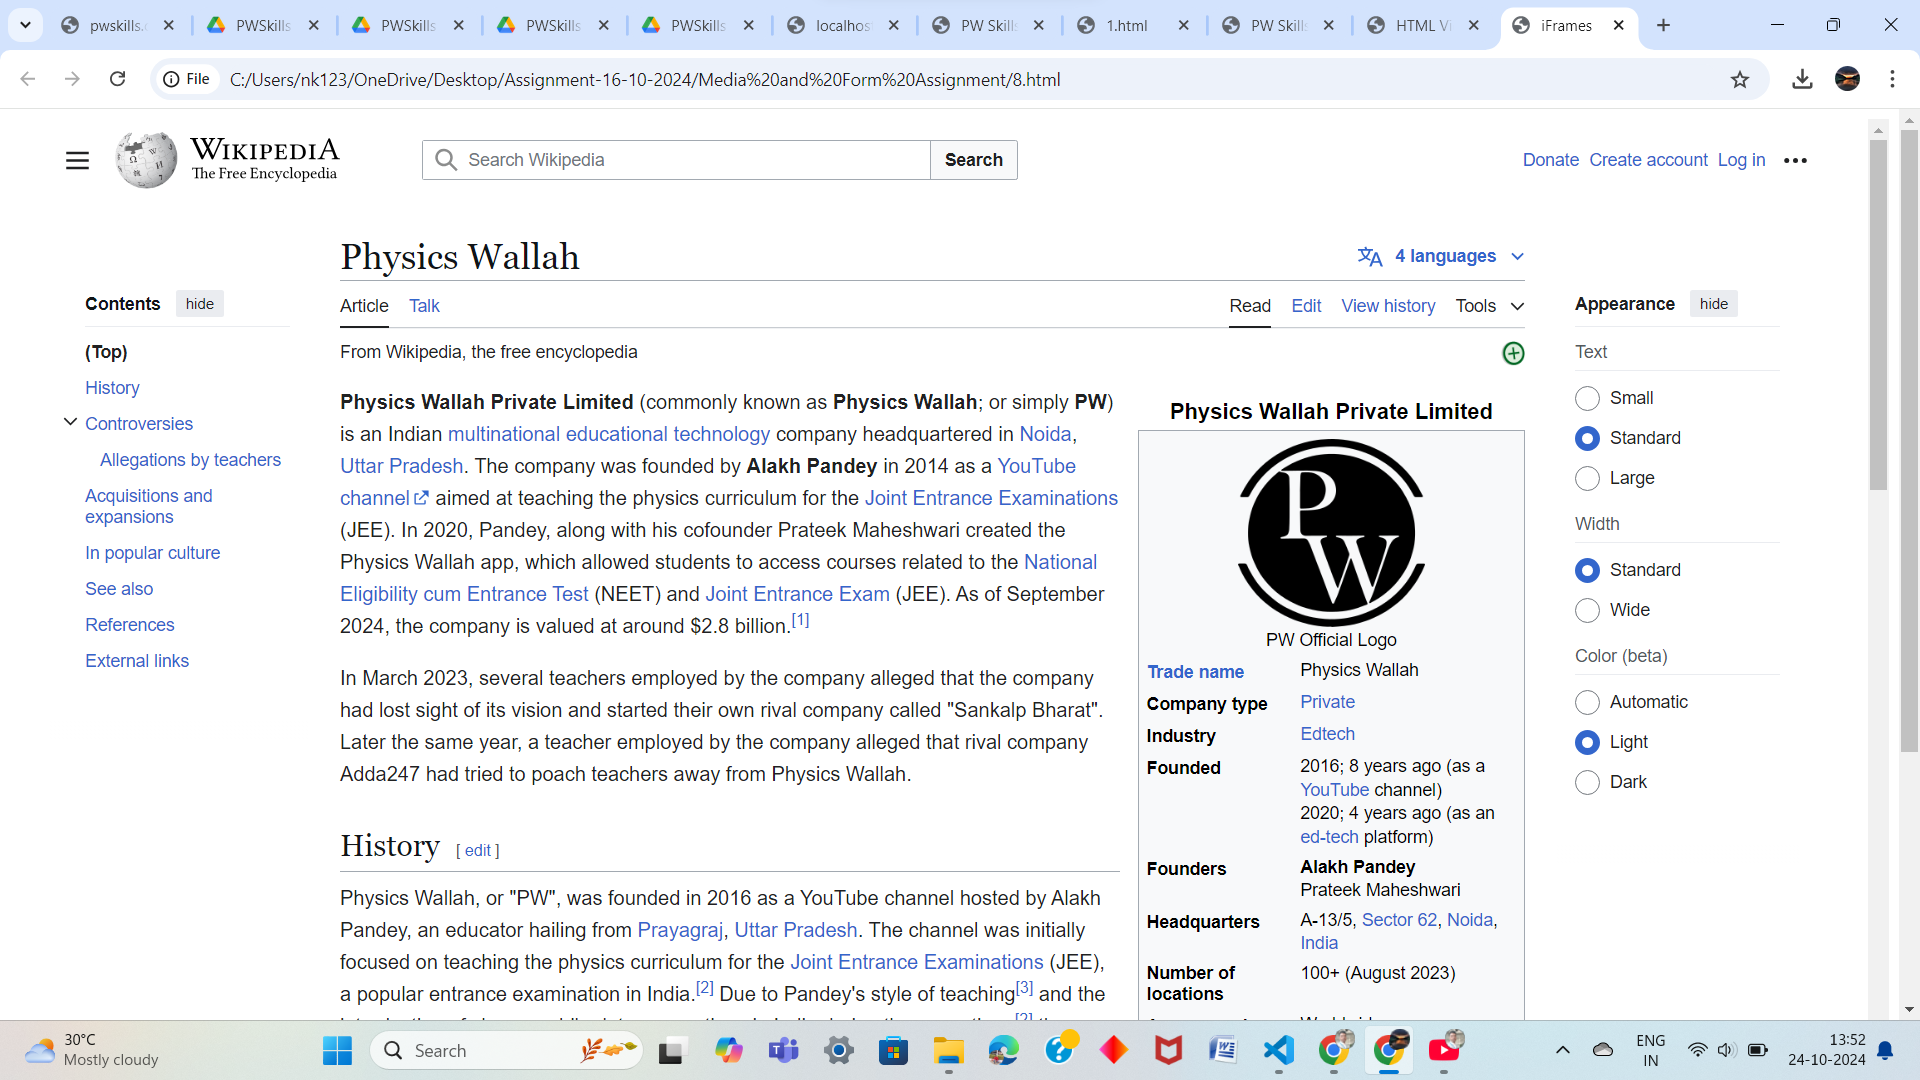 pwskills.c
PWSkills
PWSkills
PWSkills
PWSkills
localhost
PW Skills
1.html
PW Skills
HTML Vi
iFrames
File
C:/Users/nk123/OneDrive/Desktop/Assignment-16-10-2024/Media%20and%20Form%20Assignment/8.html
WIKIPEDIA
The Free Encyclopedia
Search Wikipedia
Search
Donate Create account Log in
Physics Wallah
4 languages
Contents hide
(Top)
History
Controversies
Allegations by teachers
Acquisitions and
expansions
In popular culture
See also
References
External links
Article Talk
Read Edit View history Tools
From Wikipedia, the free encyclopedia
Physics Wallah Private Limited (commonly known as Physics Wallah; or simply PW)
is an Indian multinational educational technology company headquartered in Noida,
Uttar Pradesh. The company was founded by Alakh Pandey in 2014 as a YouTube
channel aimed at teaching the physics curriculum for the Joint Entrance Examinations
(JEE). In 2020, Pandey, along with his cofounder Prateek Maheshwari created the
Physics Wallah app, which allowed students to access courses related to the National
Eligibility cum Entrance Test (NEET) and Joint Entrance Exam (JEE). As of September
2024, the company is valued at around $2.8 billion.[1]
In March 2023, several teachers employed by the company alleged that the company
had lost sight of its vision and started their own rival company called "Sankalp Bharat".
Later the same year, a teacher employed by the company alleged that rival company
Adda247 had tried to poach teachers away from Physics Wallah.
History [ edit ]
Physics Wallah, or "PW", was founded in 2016 as a YouTube channel hosted by Alakh
Pandey, an educator hailing from Prayagraj, Uttar Pradesh. The channel was initially
focused on teaching the physics curriculum for the Joint Entrance Examinations (JEE),
a popular entrance examination in India.[2] Due to Pandey's style of teaching[3] and the
Physics Wallah Private Limited
PW
PW Official Logo
Trade name Physics Wallah
Company type Private
Industry Edtech
Founded 2016; 8 years ago (as a
YouTube channel)
2020; 4 years ago (as an
ed-tech platform)
Founders Alakh Pandey
Prateek Maheshwari
Headquarters A-13/5, Sector 62, Noida,
India
Number of 100+ (August 2023)
locations
Appearance hide
Text
Small
Standard
Large
Width
Standard
Wide
Color (beta)
Automatic
Light
Dark
30°C
Mostly cloudy
Search
ENG
IN
13:52
24-10-2024